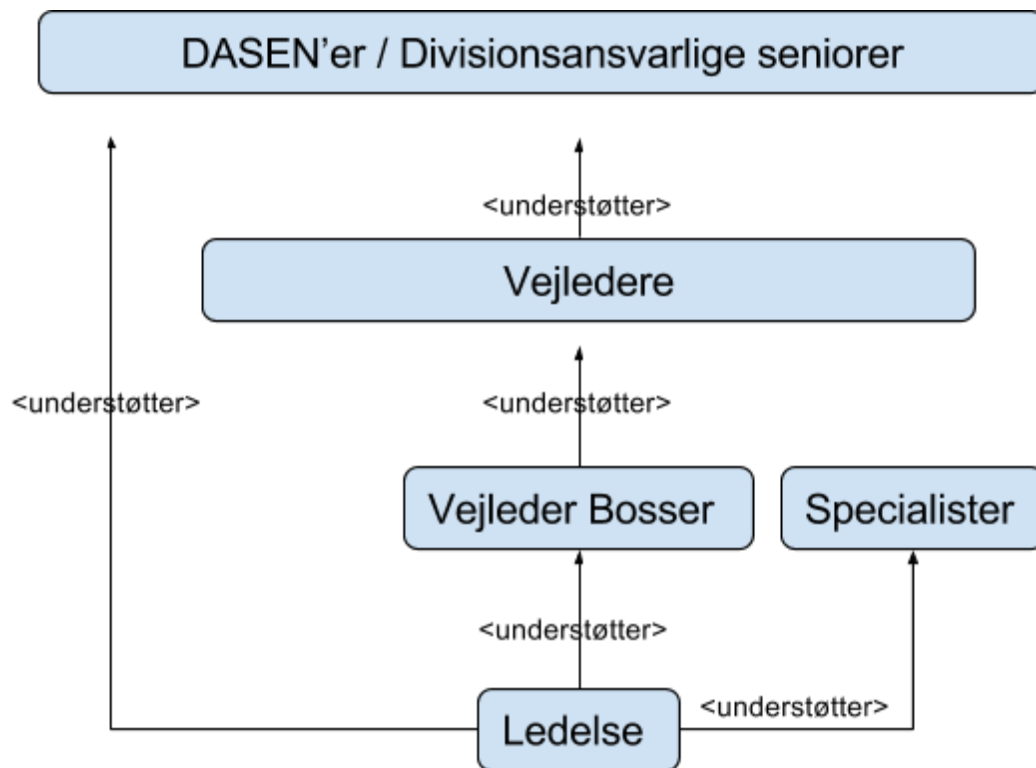 DASEN’er / Divisionsansvarlige seniorer
<understøtter>
Vejledere
<understøtter>
<understøtter>
Vejleder Bosser
Specialister
<understøtter>
<understøtter>
Ledelse